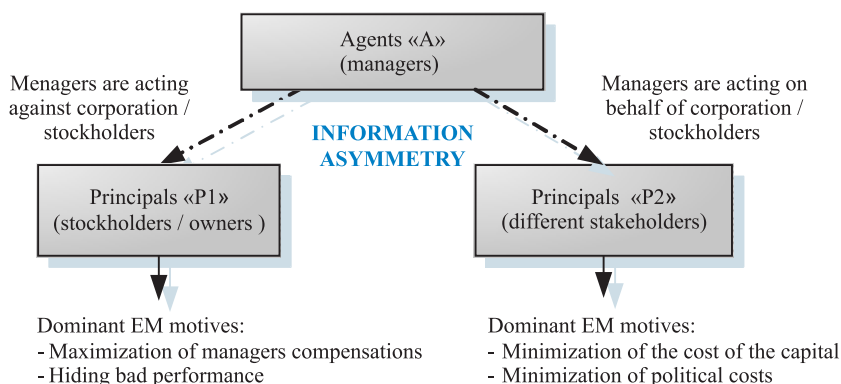 Agents «A»
(managers)
Menagers are acting
against corporation /
stockholders
Managers are acting on
behalf of corporation /
stockholders
INFORMATION
ASYMMETRY
Principals «P1»
(stockholders / owners )
Principals «P2»
(different stakeholders)
Dominant EM motives:
- Maximization of managers compensations
- Hiding bad performance
Dominant EM motives:
- Minimization of the cost of the capital
- Minimization of political costs